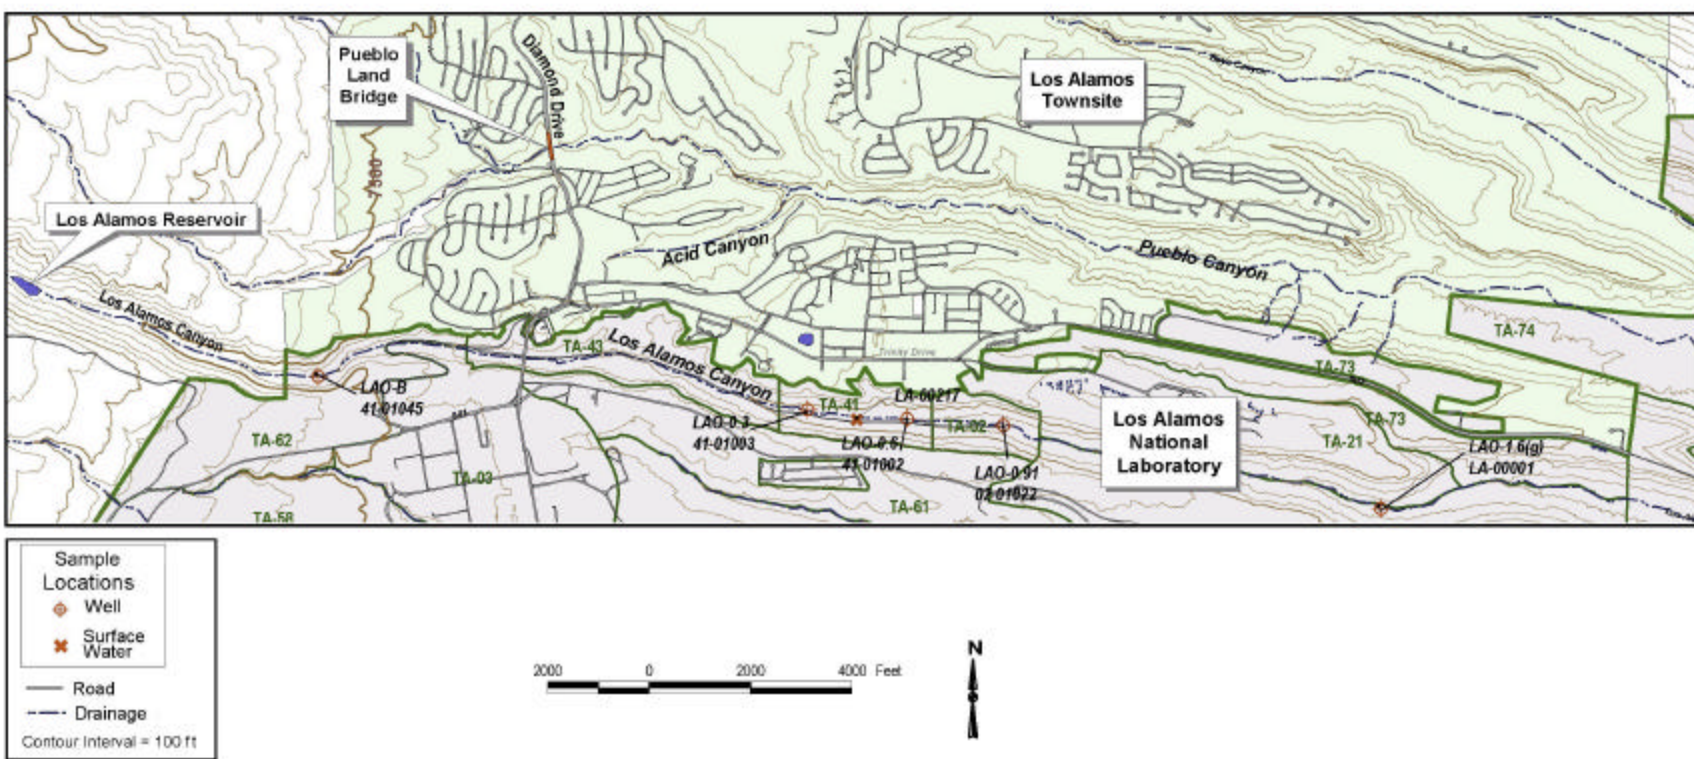 Pueblo
Land
Bridge
Diamond Drive
Los Alamos
Townsite
7500
Los Alamos Reservoir
Acid Canyon
Pueblo Canyon
Los Alamos Canyon
TA-43
Los Alamos Canyon
Trinity Drive
TA-74
TA-73
LAO-B
41-01045
TA-41
LA-60217
TA-02
LAO-0.3
41-01003
LAO-0.6
41-01002
LAO-0.91
02-01022
Los Alamos
National
Laboratory
TA-73
TA-21
LAO-1.6(g)
LA-00001
TA-62
TA-03
TA-58
TA-61
Sample
Locations
Well
Surface
Water
Road
Drainage
Contour Interval = 100 ft
2000 0 2000 4000 Feet
N